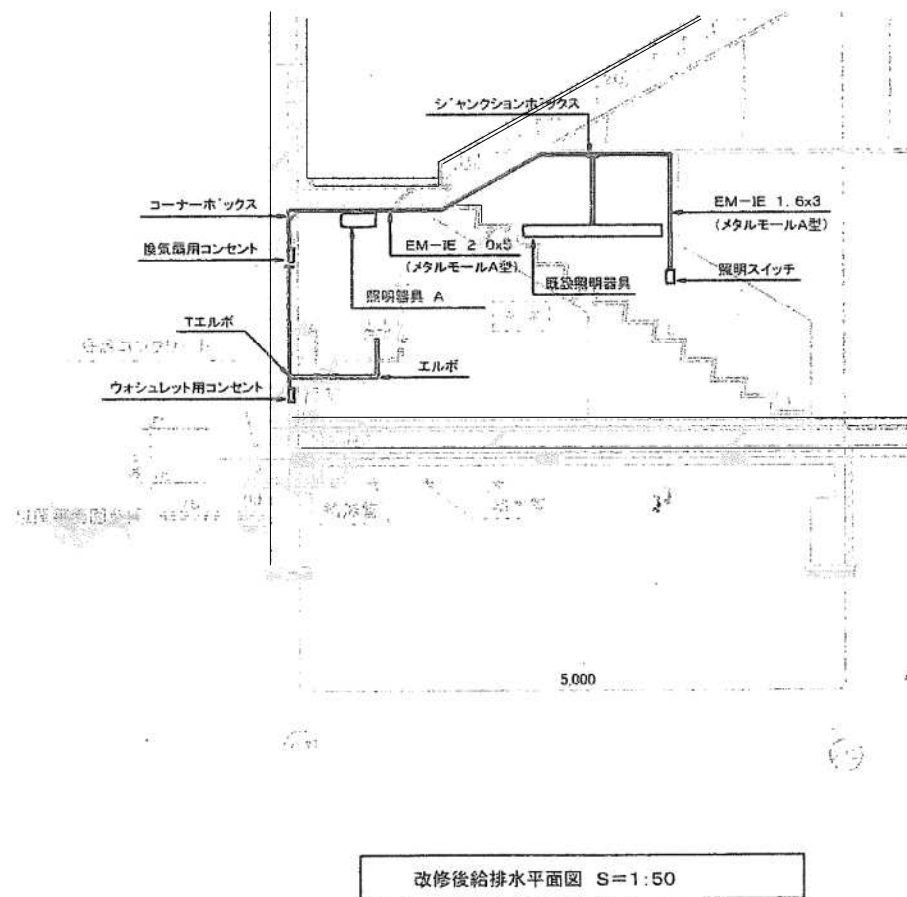 ジャンクションボックス
コーナーボックス
EM-IE 1.6x3
(メタルモールA型)
換気扇用コンセント
EM-IE 2.0x5
(メタルモールA型)
照明スイッチ
既設照明器具
照明器具 A
Tエルボ
エルボ
ウォシュレット用コンセント
5,000
改修後給排水平面図 S=1:50